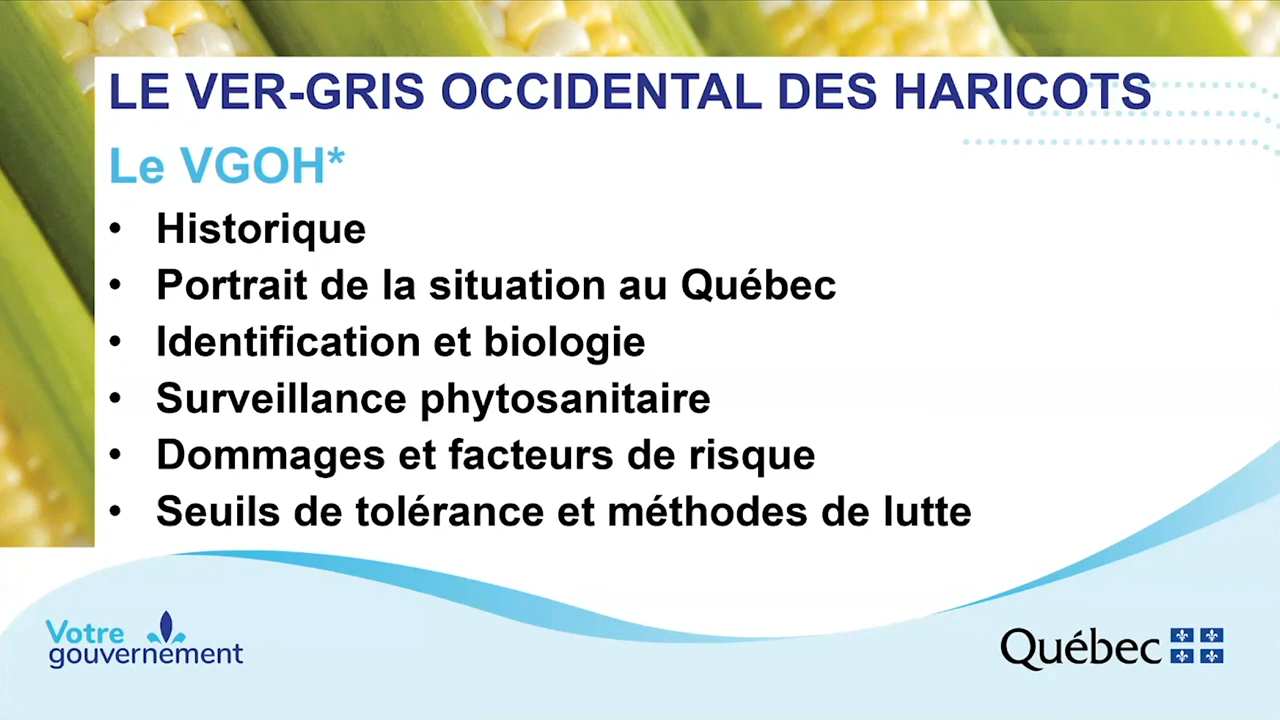 LE VER-GRIS OCCIDENTAL DES HARICOTS
Le VGOH*
• Historique
• Portrait de la situation au Québec
• Identification et biologie
• Surveillance phytosanitaire
• Dommages et facteurs de risque
• Seuils de tolérance et méthodes de lutte
Votre
gouvernement
Québec